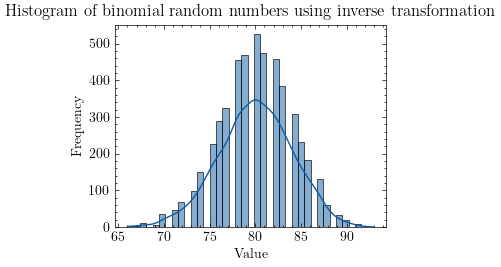 Histogram of binomial random numbers using inverse transformation
Frequency
500
400
300
200
100
0
65 70 75 80 85 90
Value